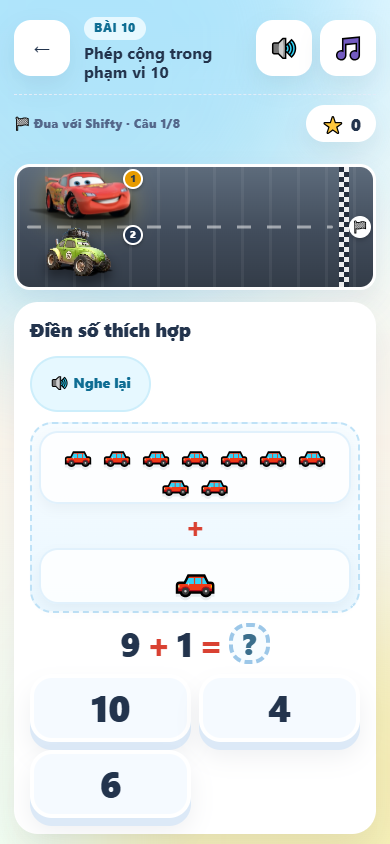 ←
BÀI 10
Phép cộng trong
phạm vi 10
Đua với Shifty · Câu 1/8
0
1
2
Điền số thích hợp
Nghe lại
+
9 + 1 = ?
10
4
6